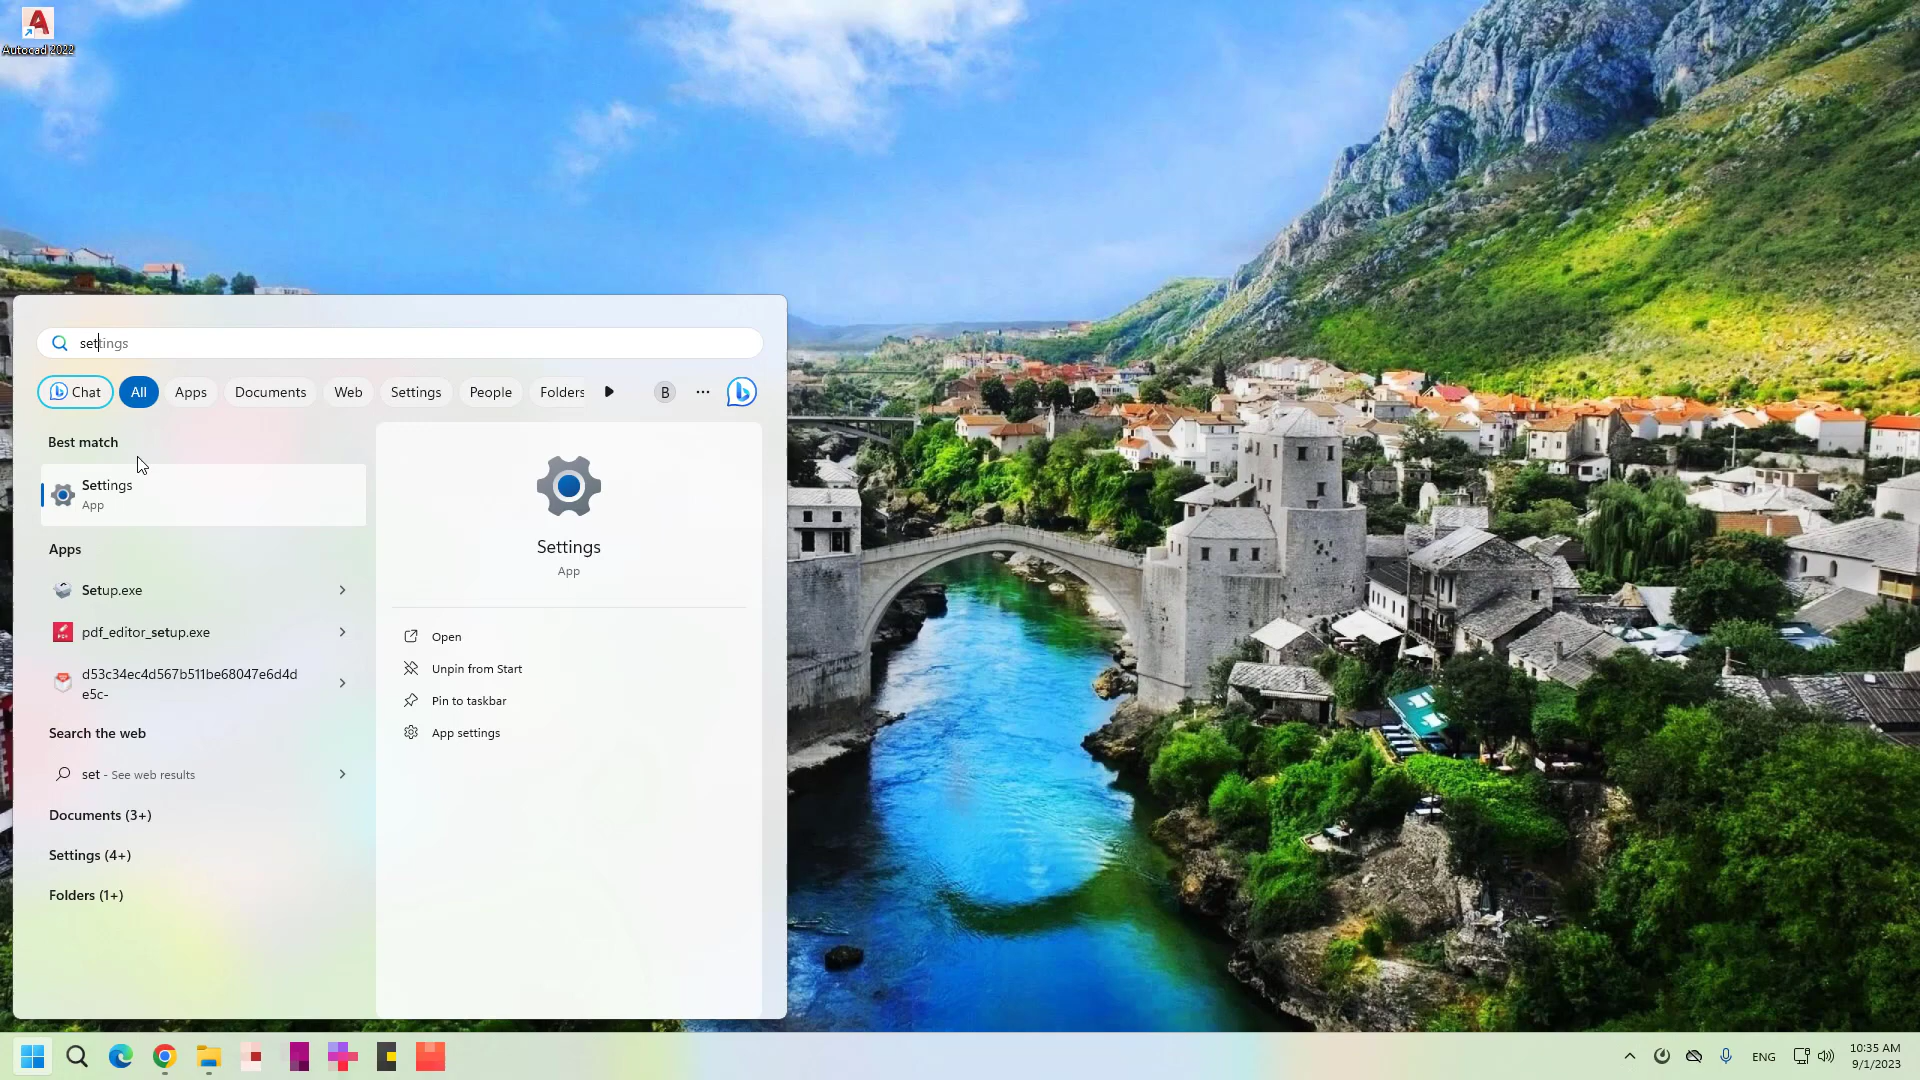 Autocad 2022
settings
Chat
All
Apps
Documents
Web
Settings
People
Folders
B
Best match
Settings
App
Apps
Setup.exe
pdf_editor_setup.exe
d53c34ec4d567b511be68047e6d4d
e5c-
Search the web
set - See web results
Documents (3+)
Settings (4+)
Folders (1+)
Settings
App
Open
Unpin from Start
Pin to taskbar
App settings
ENG
10:35 AM
9/1/2023